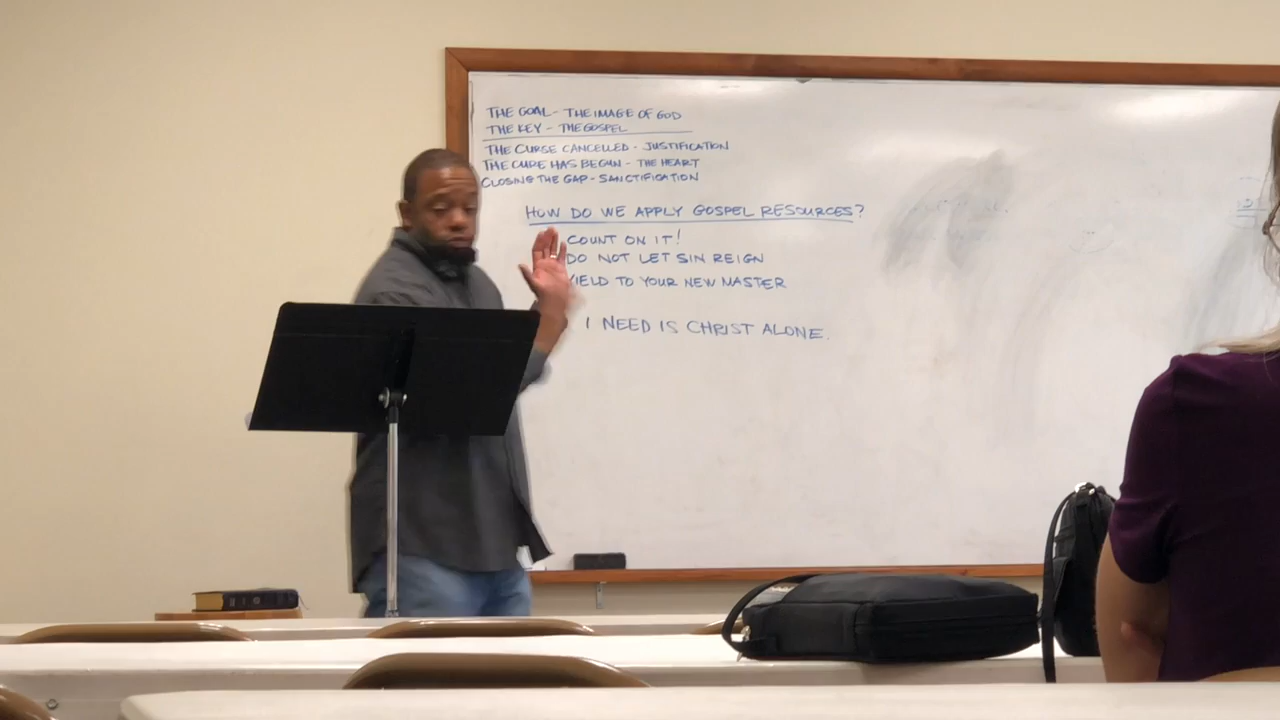 THE GOAL - THE IMAGE OF GOD
THE KEY - THE GOSPEL
THE CURSE CANCELLED - JUSTIFICATION
THE CURE HAS BEGUN - THE HEART
CLOSING THE GAP - SANCTIFICATION
HOW DO WE APPLY GOSPEL RESOURCES?
COUNT ON IT!
DO NOT LET SIN REIGN
YIELD TO YOUR NEW MASTER
I NEED IS CHRIST ALONE.